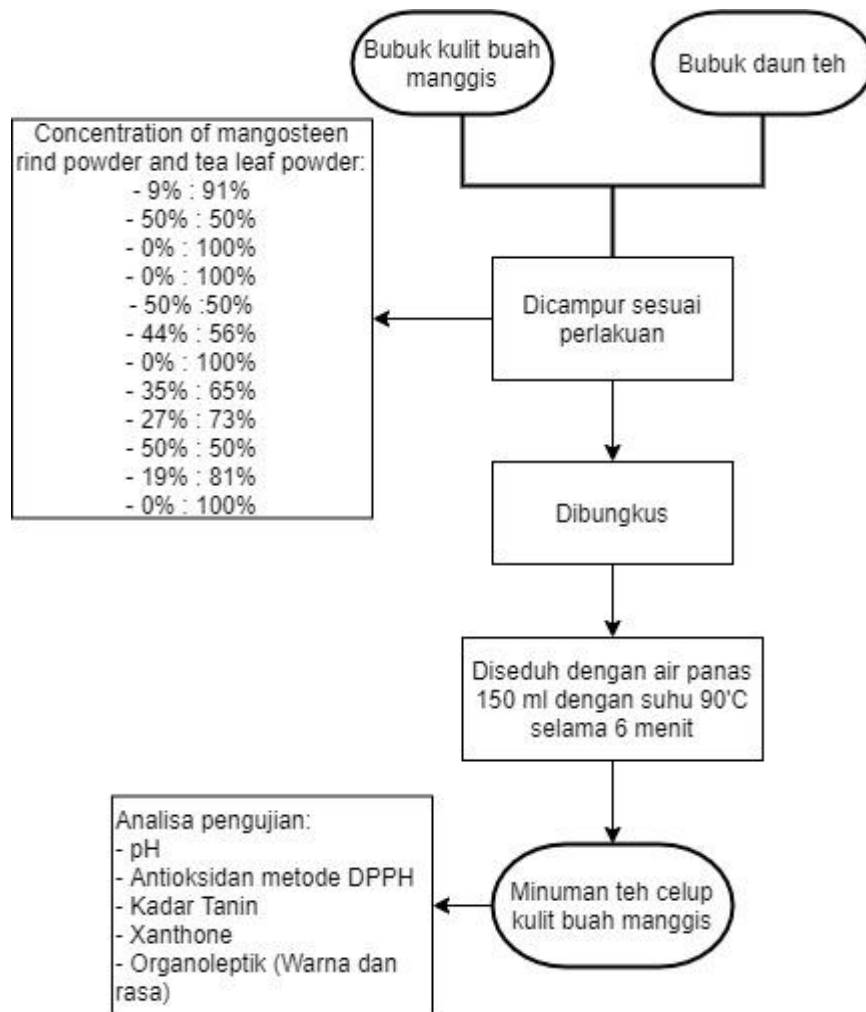 Bubuk kulit buah
manggis
Bubuk daun teh
Concentration of mangosteen
rind powder and tea leaf powder:
- 9% : 91%
- 50% : 50%
- 0% : 100%
- 0% : 100%
- 50% :50%
- 44% : 56%
- 0% : 100%
- 35% : 65%
- 27% : 73%
- 50% : 50%
- 19% : 81%
- 0% : 100%
Dicampur sesuai
perlakuan
Dibungkus
Diseduh dengan air panas
150 ml dengan suhu 90'C
selama 6 menit
Analisa pengujian:
- pH
- Antioksidan metode DPPH
- Kadar Tanin
- Xanthone
- Organoleptik (Warna dan
rasa)
Minuman teh celup
kulit buah manggis